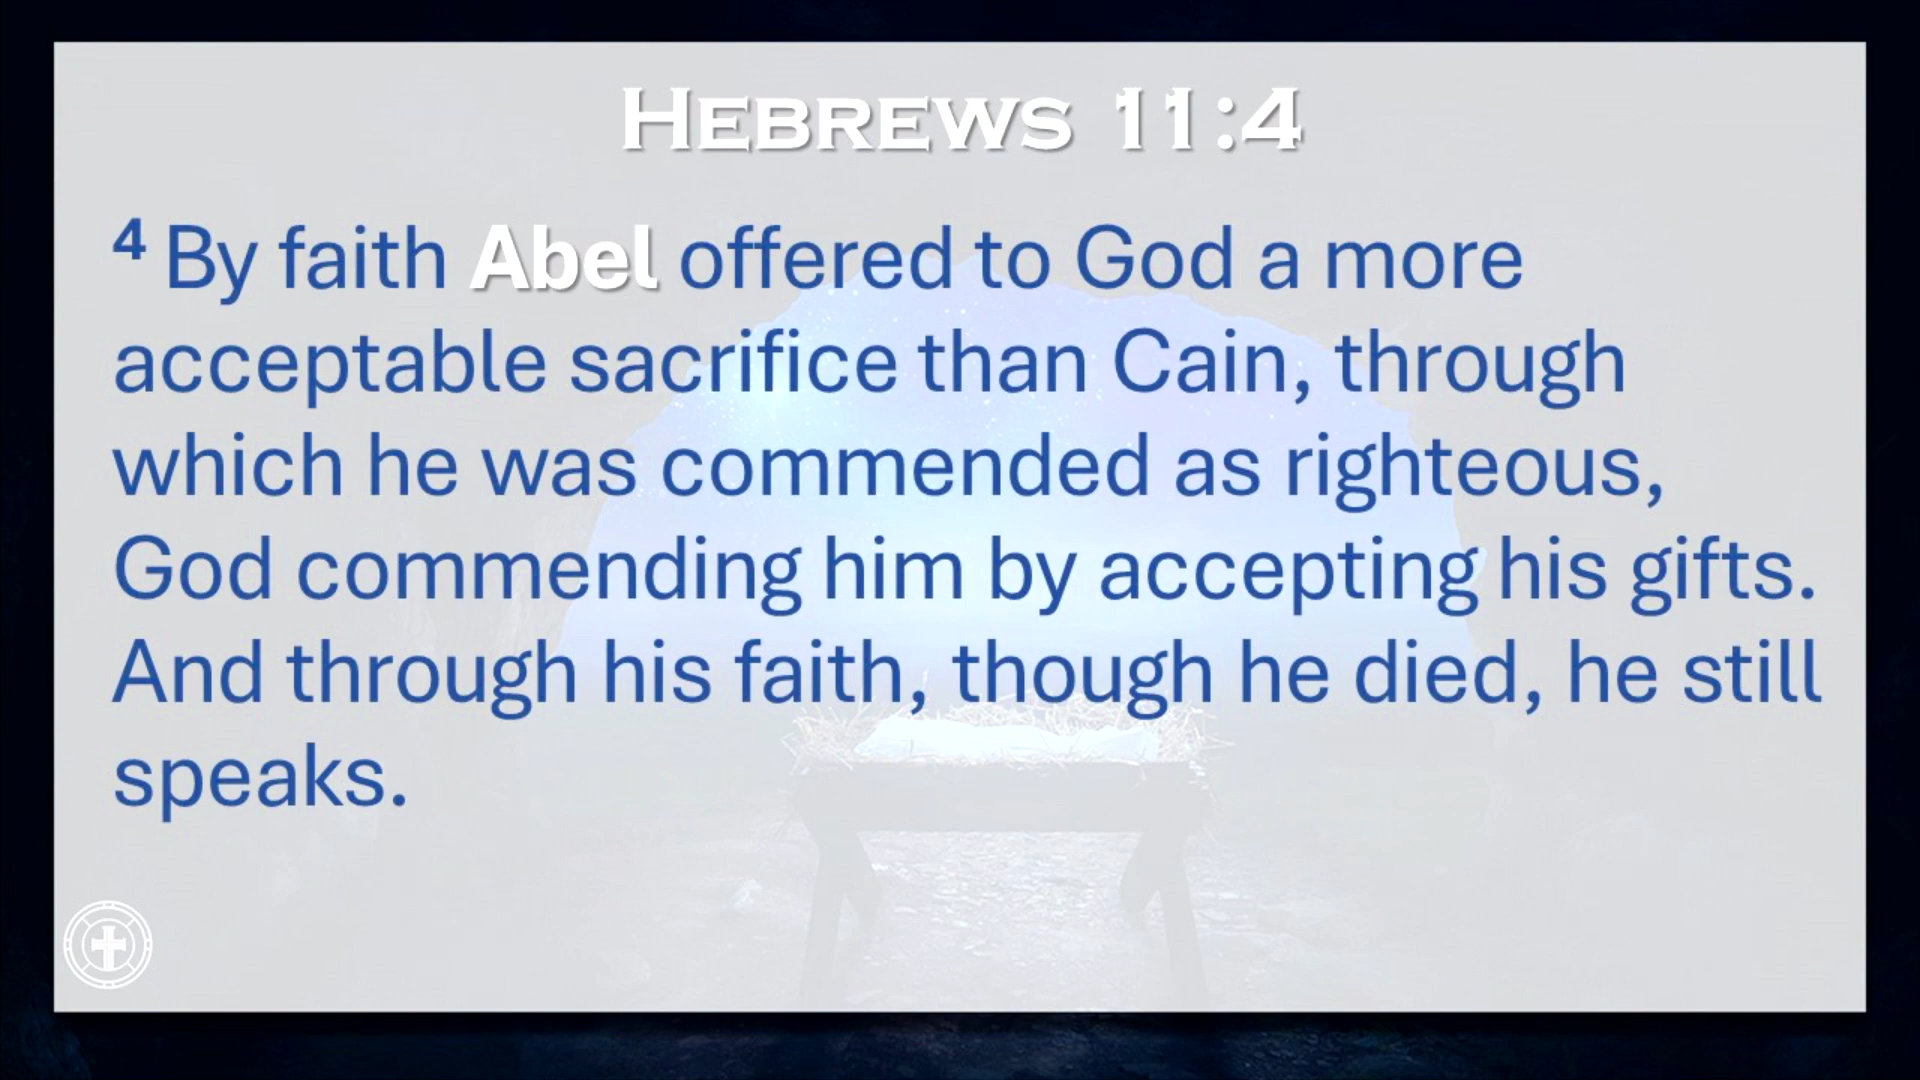 Hebrews 11:4
4 By faith Abel offered to God a more
acceptable sacrifice than Cain, through
which he was commended as righteous,
God commending him by accepting his gifts.
And through his faith, though he died, he still
speaks.